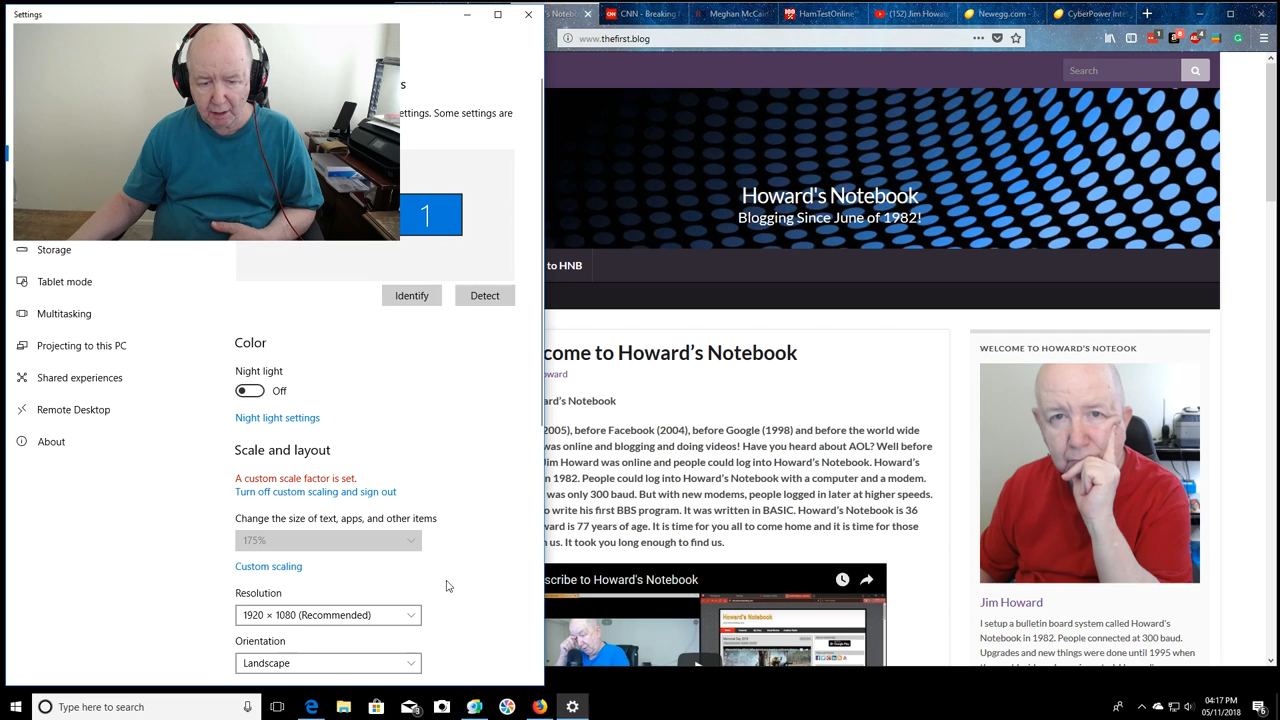 Settings
s
ettings. Some settings are
1
Identify
Detect
Storage
Tablet mode
Multitasking
Projecting to this PC
Shared experiences
Remote Desktop
About
Color
Night light
Off
Night light settings
Scale and layout
A custom scale factor is set.
Turn off custom scaling and sign out
Change the size of text, apps, and other items
175%
Custom scaling
Resolution
1920 × 1080 (Recommended)
Orientation
Landscape
CNN - Breaking
Meghan McCai
HamTestOnline
(152) Jim Howa
Newegg.com -
CyberPower Int
www.thefirst.blog
Search
Howard's Notebook
Blogging Since June of 1982!
to HNB
come to Howard's Notebook
oward
ard's Notebook
2005), before Facebook (2004), before Google (1998) and before the world wide
was online and blogging and doing videos! Have you heard about AOL? Well before
Jim Howard was online and people could log into Howard's Notebook. Howard's
n 1982. People could log into Howard's Notebook with a computer and a modem.
was only 300 baud. But with new modems, people logged in later at higher speeds.
o write his first BBS program. It was written in BASIC. Howard's Notebook is 36
ward is 77 years of age. It is time for you all to come home and it is time for those
n us. It took you long enough to find us.
scribe to Howard's Notebook
WELCOME TO HOWARD'S NOTEOOK
Jim Howard
I setup a bulletin board system called Howard's
Notebook in 1982. People connected at 300 baud.
Upgrades and new things were done until 1995 when
Type here to search
04:17 PM
05/11/2018